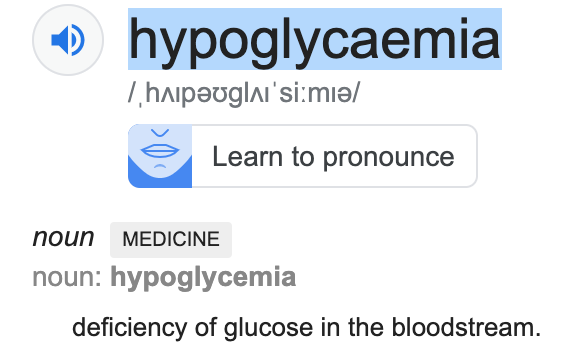 hypoglycaemia
/ˌhʌɪpəʊɡlʌɪˈsiːmɪə/
Learn to pronounce
noun MEDICINE
noun: hypoglycemia
deficiency of glucose in the bloodstream.